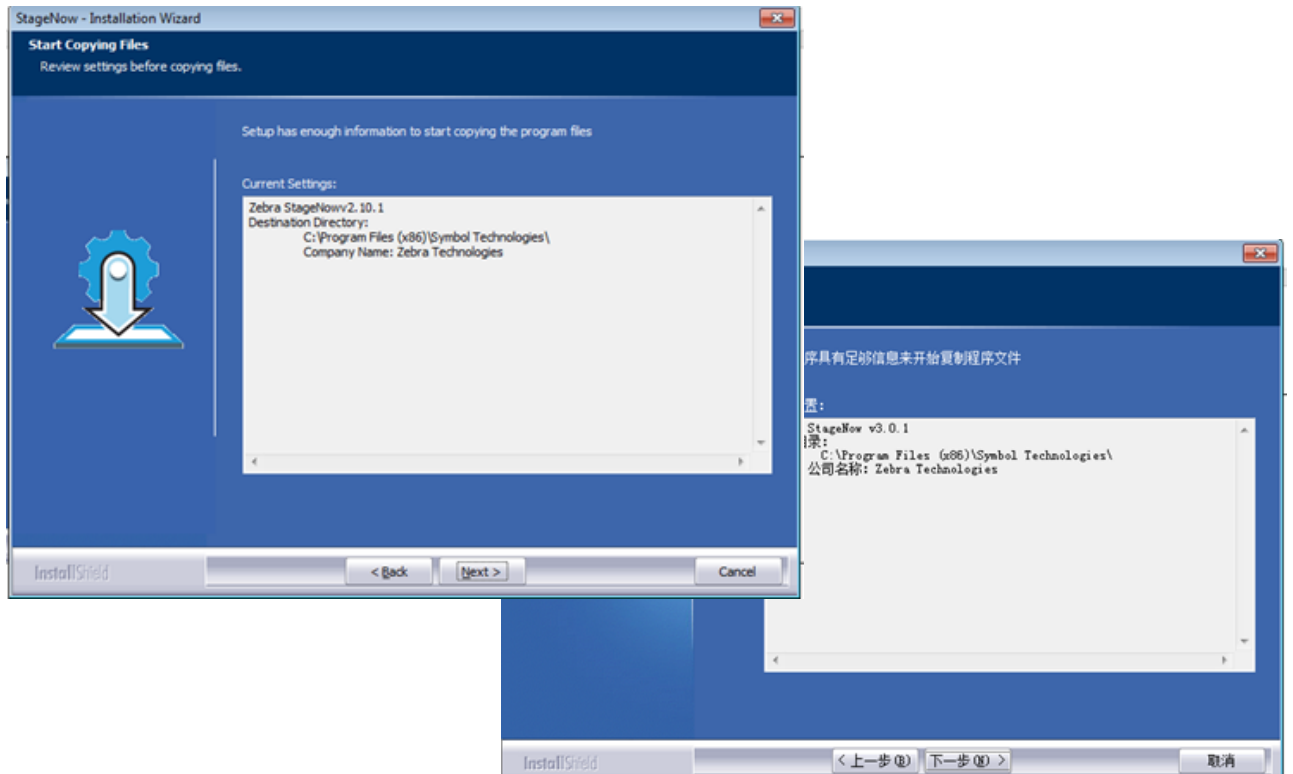 StageNow - Installation Wizard
Start Copying Files
Review settings before copying files.
Setup has enough information to start copying the program files
Current Settings:
Zebra StageNowv2.10.1
Destination Directory:
C:\Program Files (x86)\Symbol Technologies\
Company Name: Zebra Technologies
InstallShield
< Back
Next >
Cancel
序具有足够信息来开始复制程序文件
置:
StageNow v3.0.1
录:
C:\Program Files (x86)\Symbol Technologies\
公司名称: Zebra Technologies
InstallShield
< 上一步(B)
下一步(N) >
取消